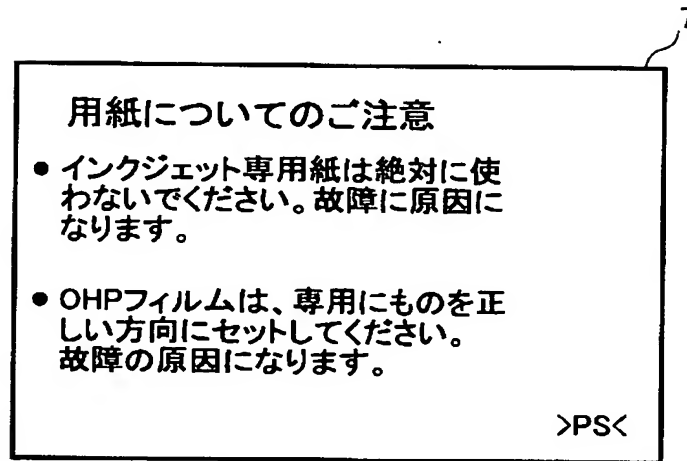 7
用紙についてのご注意
● インクジェット専用紙は絶対に使
わないでください。故障に原因に
なります。
● OHPフィルムは、専用にものを正
しい方向にセットしてください。
故障の原因になります。
>PS<